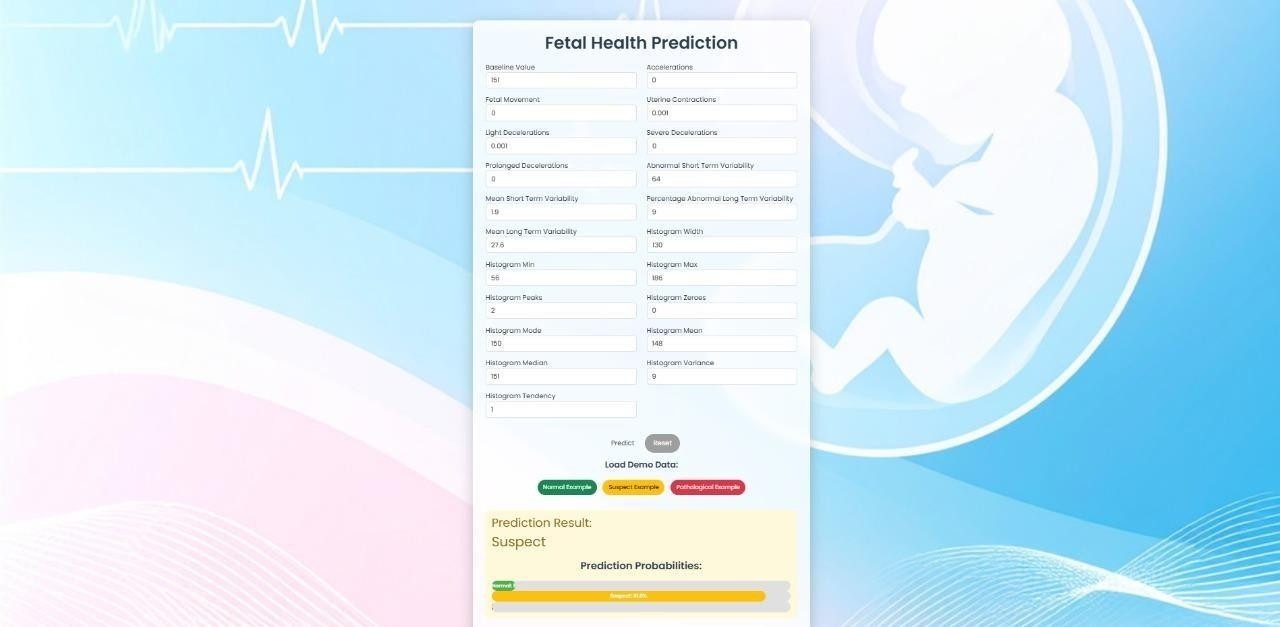 Fetal Health Prediction
Baseline Value Accelerations
151 0
Fetal Movement Uterine Contractions
0 0.001
Light Decelerations Severe Decelerations
0.001 0
Prolonged Decelerations Abnormal Short Term Variability
0 64
Mean Short Term Variability Percentage Abnormal Long Term Variability
1.9 9
Mean Long Term Variability Histogram Width
27.6 130
Histogram Min Histogram Max
56 186
Histogram Peaks Histogram Zeroes
2 0
Histogram Mode Histogram Mean
150 148
Histogram Median Histogram Variance
151 9
Histogram Tendency
1
Predict Reset
Load Demo Data:
Normal Example Suspect Example Pathological Example
Prediction Result:
Suspect
Prediction Probabilities:
Normal:
Suspect: 91.8%